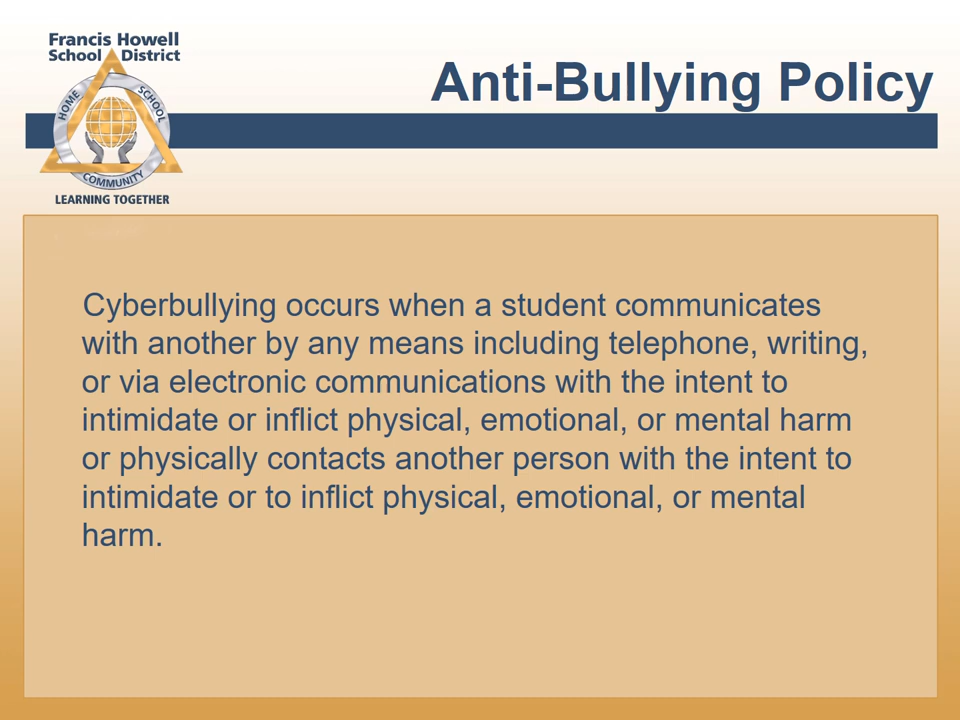 Francis Howell
School District
HOME
SCHOOL
COMMUNITY
LEARNING TOGETHER
Anti-Bullying Policy
Cyberbullying occurs when a student communicates
with another by any means including telephone, writing,
or via electronic communications with the intent to
intimidate or inflict physical, emotional, or mental harm
or physically contacts another person with the intent to
intimidate or to inflict physical, emotional, or mental
harm.